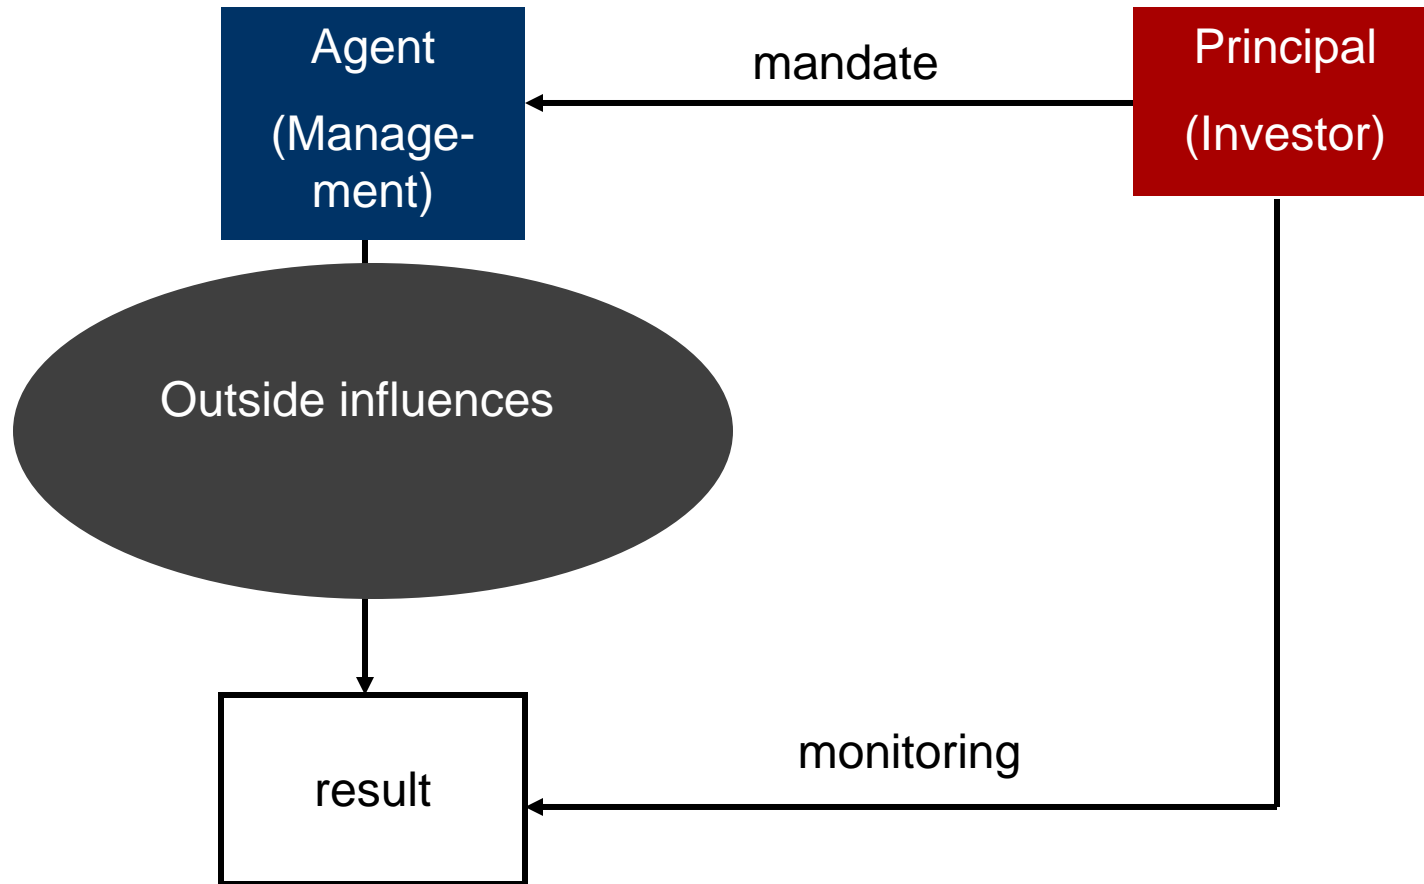 Agent
(Manage-
ment)
mandate
Principal
(Investor)
Outside influences
monitoring
result